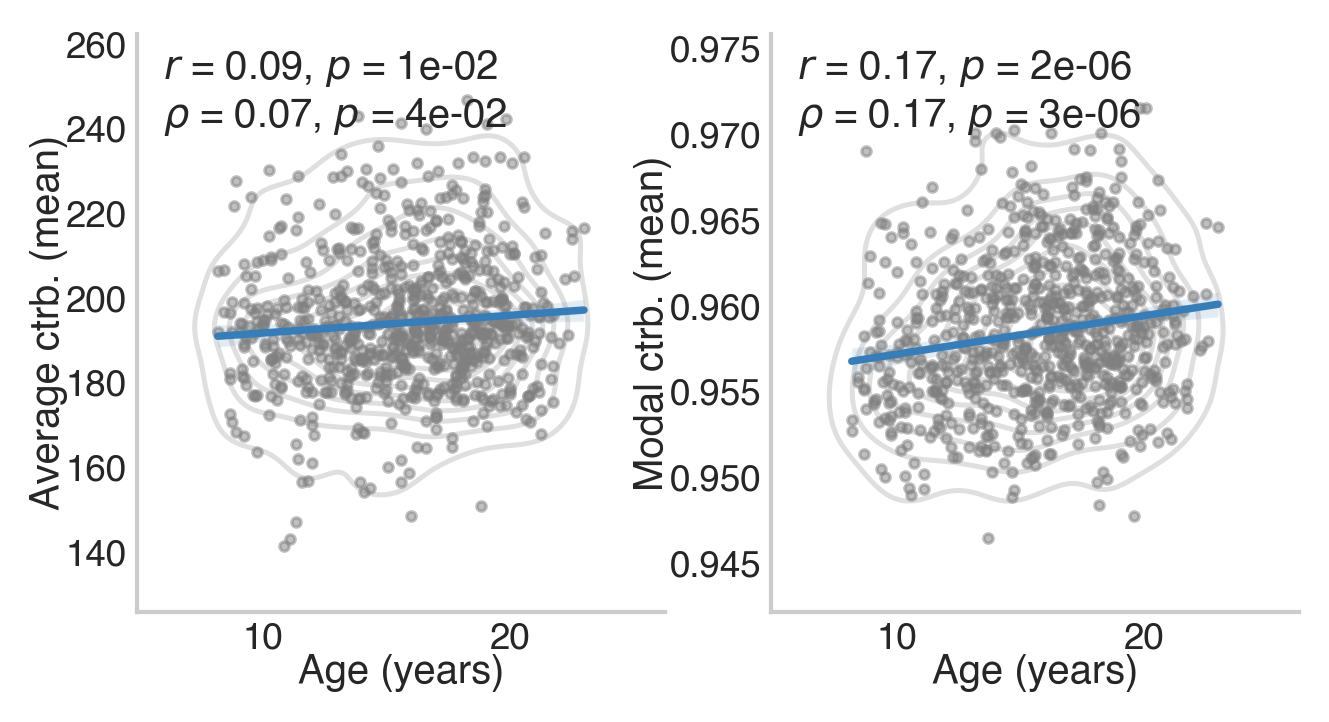 r = 0.09, p = 1e-02
ρ = 0.07, p = 4e-02
260
240
220
200
180
160
140
Average ctrb. (mean)
10 20
Age (years)
r = 0.17, p = 2e-06
ρ = 0.17, p = 3e-06
0.975
0.970
0.965
0.960
0.955
0.950
0.945
Modal ctrb. (mean)
10 20
Age (years)